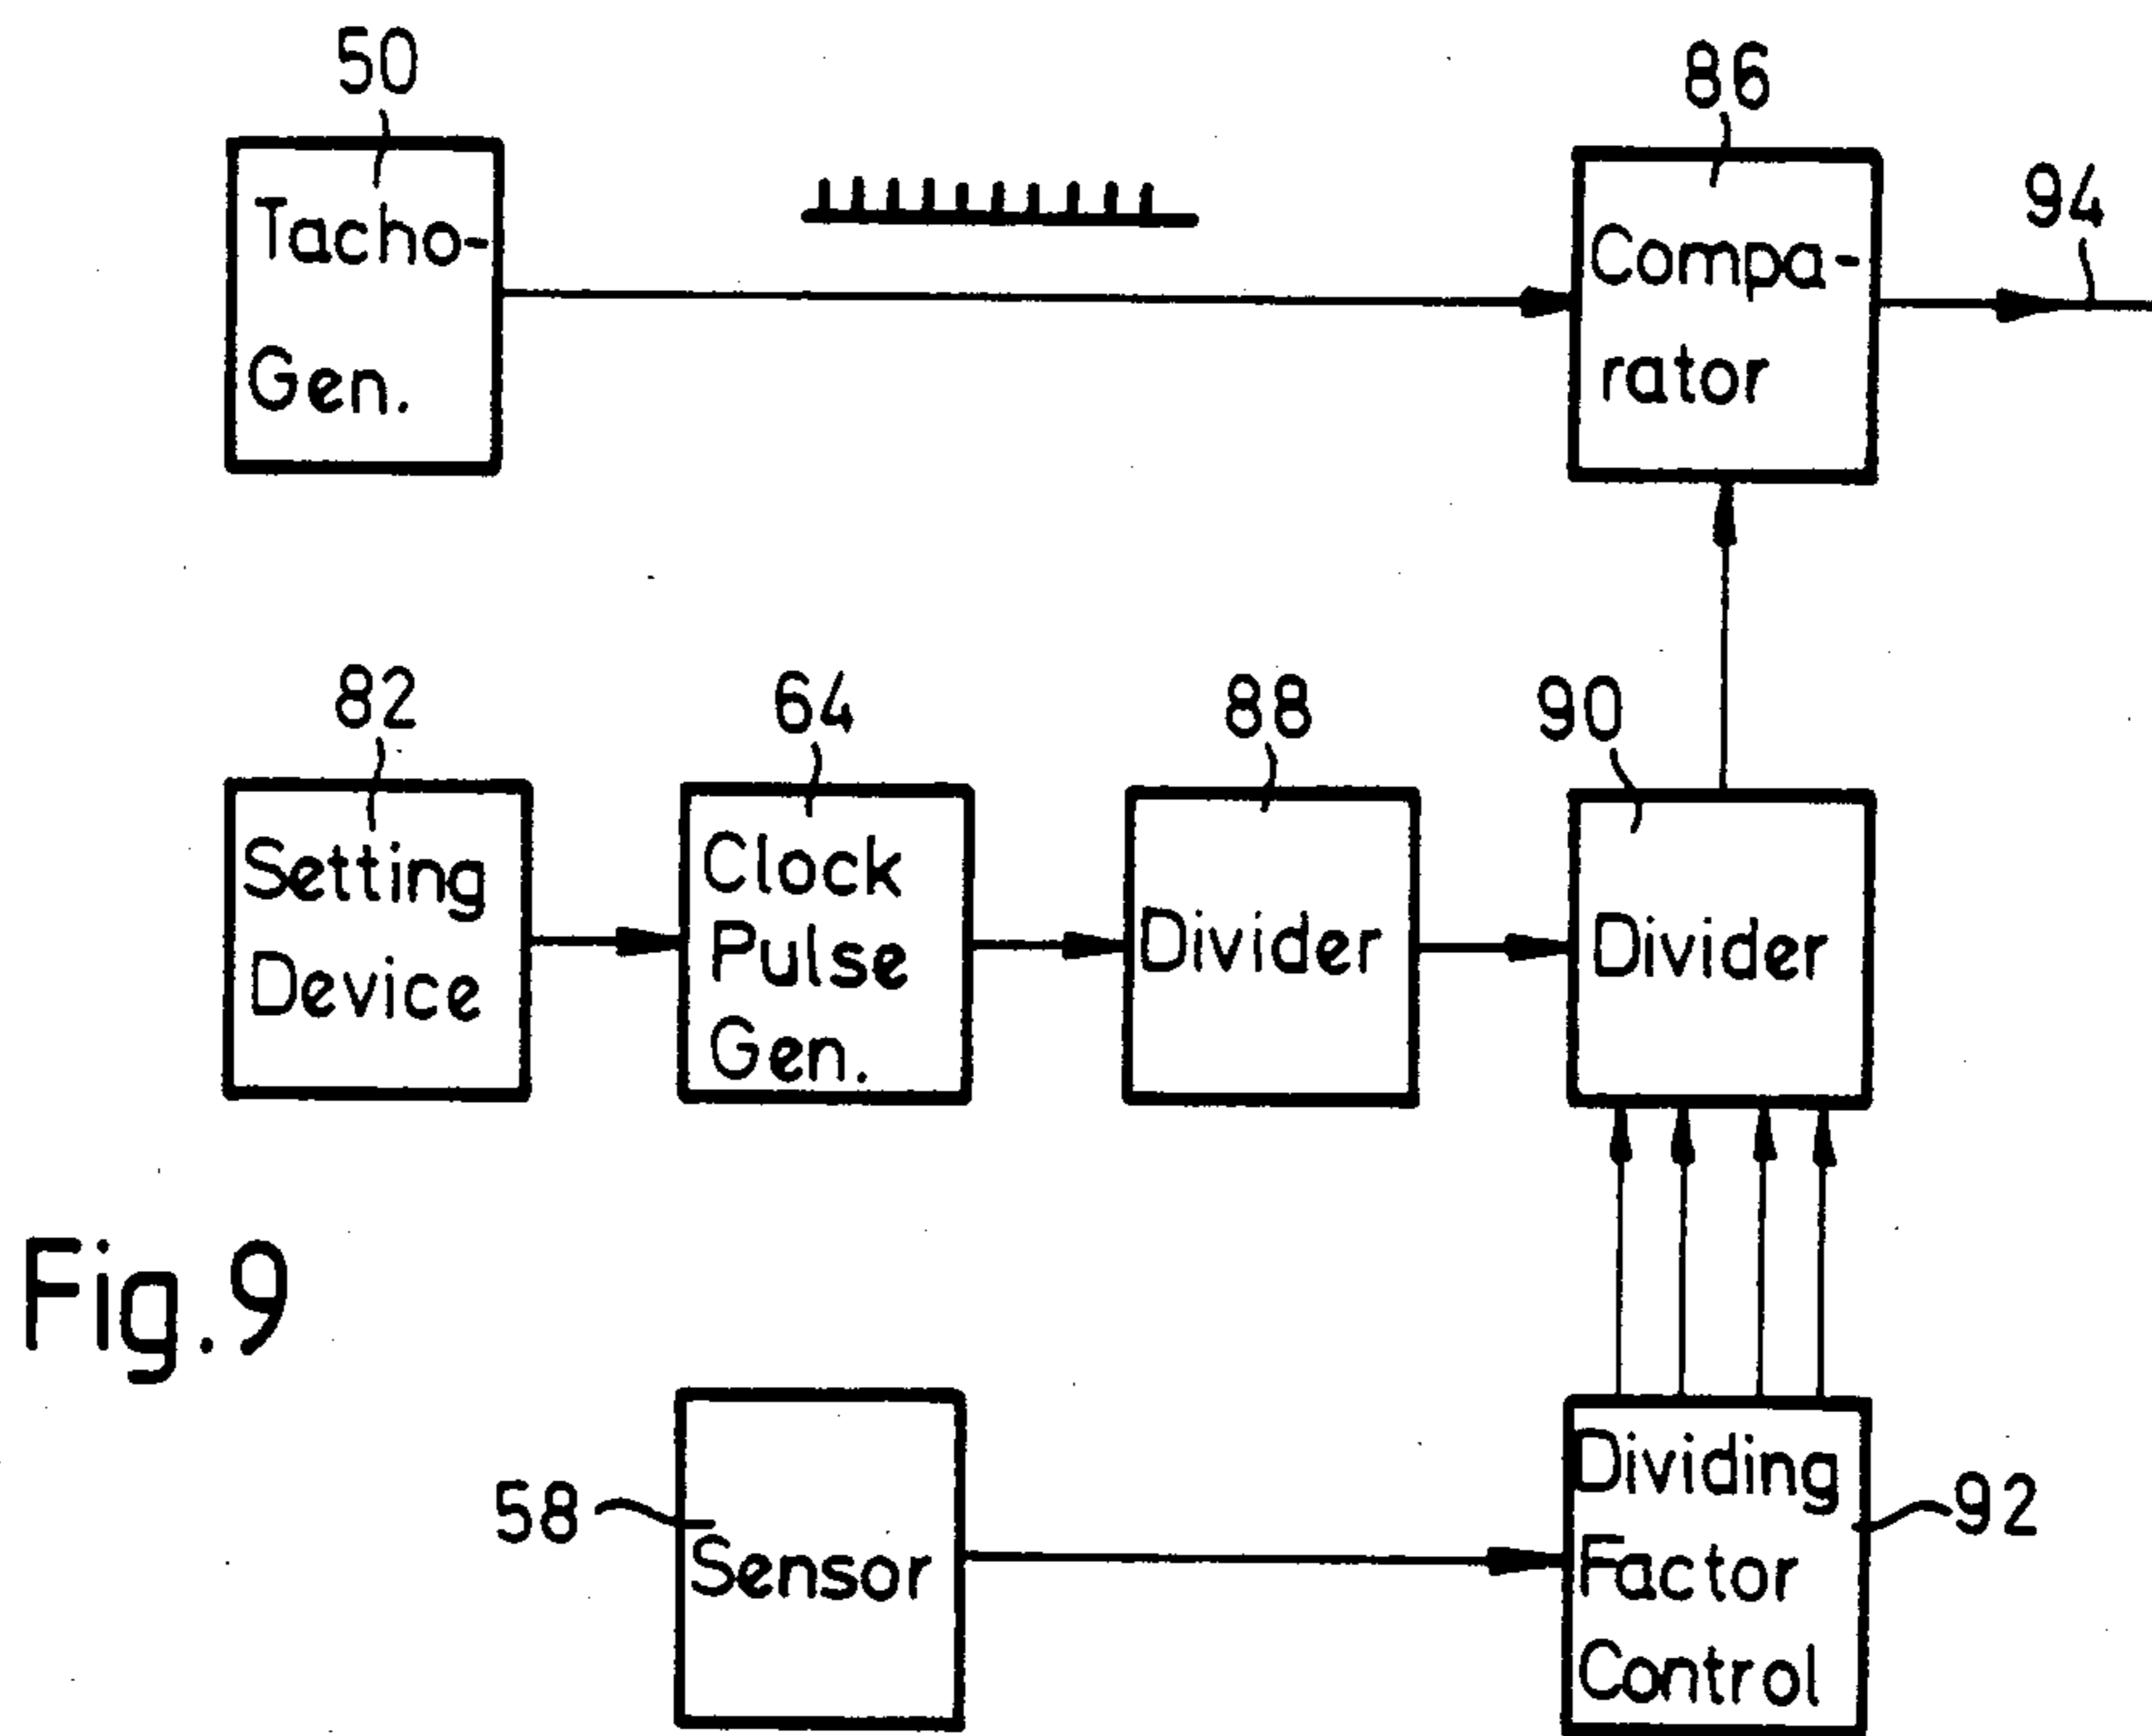 50
86
94
Tacho-
Gen.
Compa-
rator
82
64
88
90
Setting
Device
Clock
Pulse
Gen.
Divider
Divider
Fig.9
58
Sensor
Dividing
Factor
Control
92